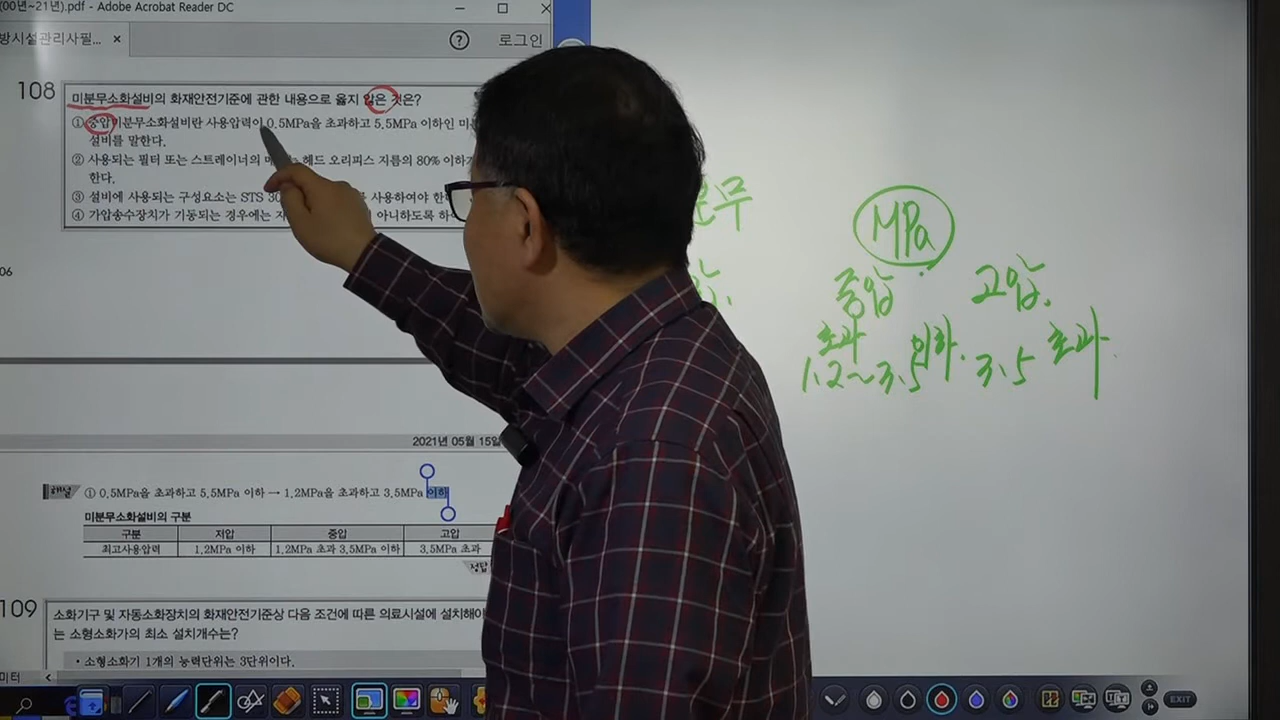 (00년~21년).pdf - Adobe Acrobat Reader DC
방시설관리사필... ×
? 로그인
108
미분무소화설비의 화재안전기준에 관한 내용으로 옳지 않은 것은?
① 중압미분무소화설비란 사용압력이 0.5MPa을 초과하고 5.5MPa 이하인
설비를 말한다.
② 사용되는 필터 또는 스트레이너의 헤드 오리피스 지름의 80% 이하
한다.
③ 설비에 사용되는 구성요소는 STS 사용하여야
④ 가압송수장치가 기동되는 경우에는 아니하도록
06
분무
MPa
중압 고압.
초과 이하. 초과.
1.2~3.5 3.5
2021년 05월 15일
해설 ① 0.5MPa을 초과하고 5.5MPa 이하 → 1.2MPa을 초과하고 3.5MPa 이하
미분무소화설비의 구분
구분 저압 중압 고압
최고사용압력 1.2MPa 이하 1.2MPa 초과 3.5MPa 이하 3.5MPa 초과
정답
109
소화기구 및 자동소화장치의 화재안전기준상 다음 조건에 따른 의료시설에 설치해야
는 소형소화기의 최소 설치개수는?
• 소형소화기 1개의 능력단위는 3단위이다.
미터
EXIT